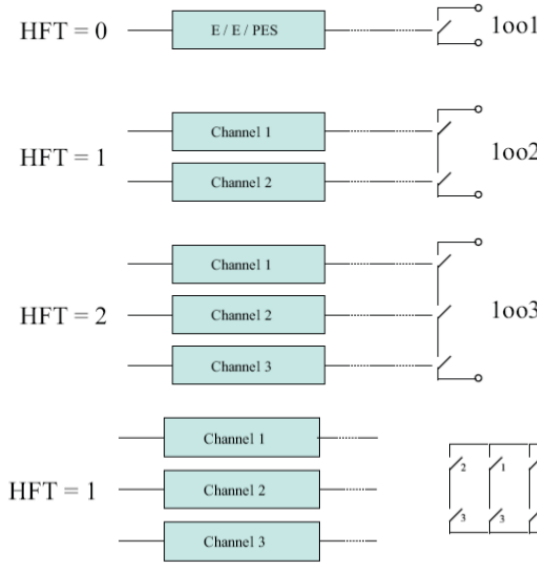 HFT = 0
E / E / PES
1oo1
HFT = 1
Channel 1
Channel 2
1oo2
HFT = 2
Channel 1
Channel 2
Channel 3
1oo3
HFT = 1
Channel 1
Channel 2
Channel 3
2 1
3 3